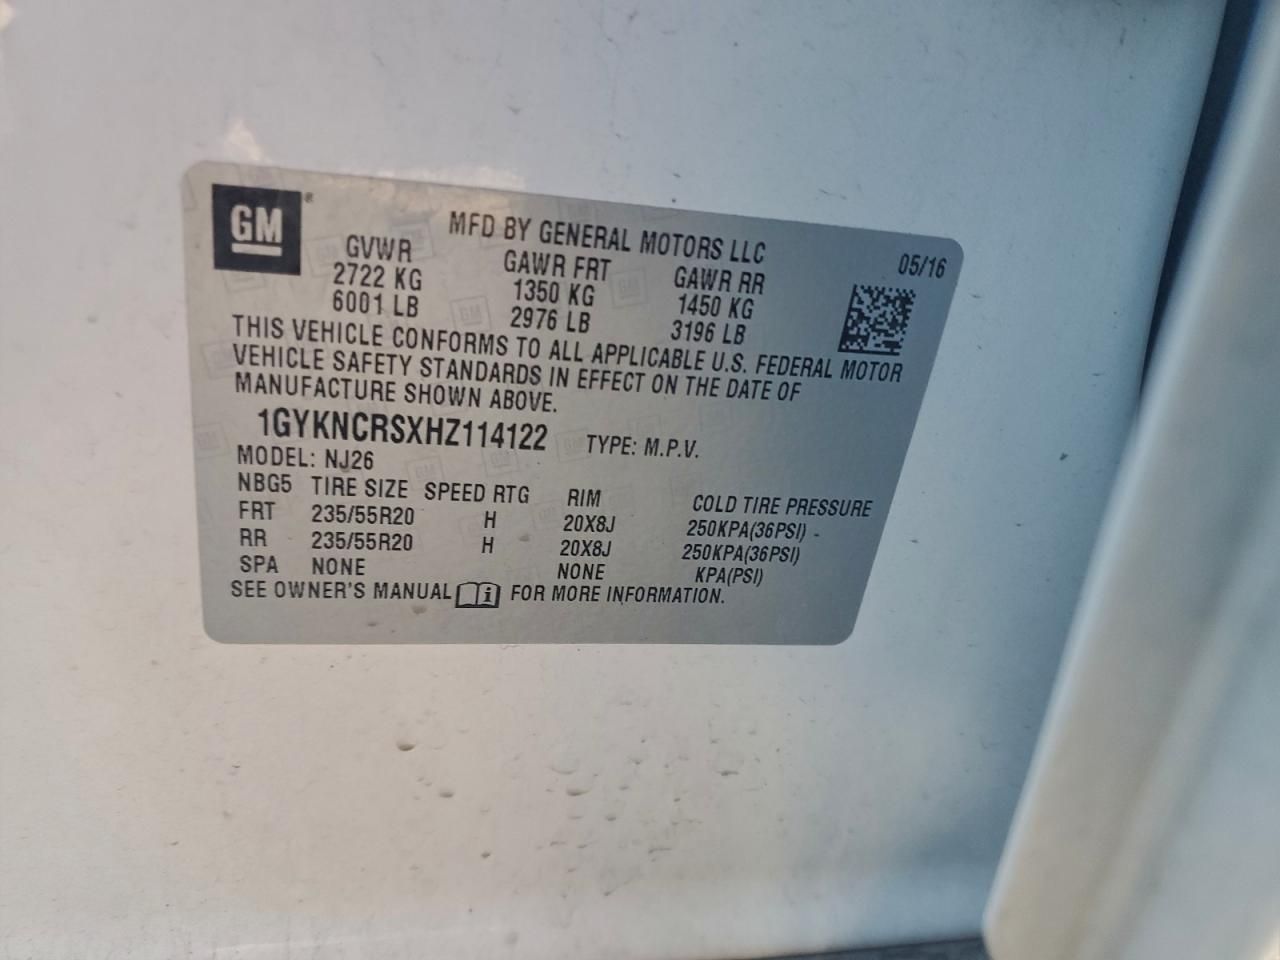 GM®
MFD BY GENERAL MOTORS LLC 05/16
GVWR GAWR FRT GAWR RR
2722 KG 1350 KG 1450 KG
6001 LB 2976 LB 3196 LB
THIS VEHICLE CONFORMS TO ALL APPLICABLE U.S. FEDERAL MOTOR
VEHICLE SAFETY STANDARDS IN EFFECT ON THE DATE OF
MANUFACTURE SHOWN ABOVE.
1GYKNCRSXHZ114122 TYPE: M.P.V.
MODEL: NJ26
NBG5 TIRE SIZE SPEED RTG RIM COLD TIRE PRESSURE
FRT 235/55R20 H 20X8J 250KPA(36PSI)
RR 235/55R20 H 20X8J 250KPA(36PSI)
SPA NONE NONE KPA(PSI)
SEE OWNER'S MANUAL i FOR MORE INFORMATION.